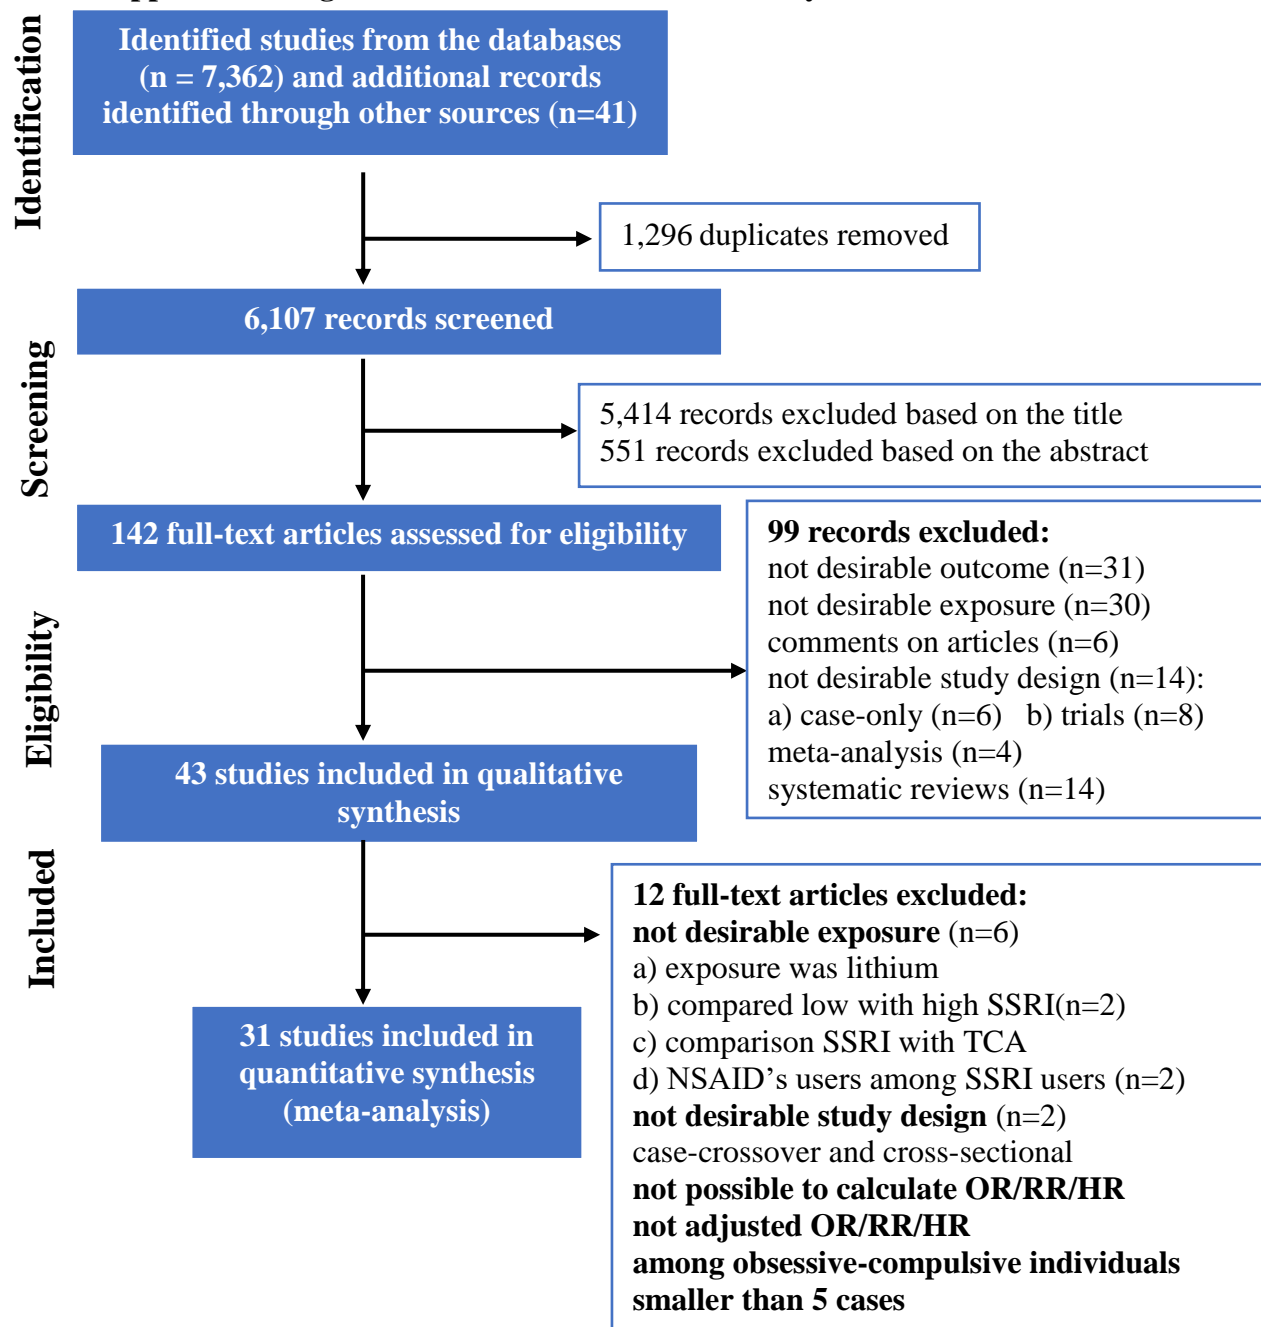 Identification
Identified studies from the databases
(n = 7,362) and additional records
identified through other sources (n=41)
1,296 duplicates removed
Screening
6,107 records screened
5,414 records excluded based on the title
551 records excluded based on the abstract
Eligibility
142 full-text articles assessed for eligibility
99 records excluded:
not desirable outcome (n=31)
not desirable exposure (n=30)
comments on articles (n=6)
not desirable study design (n=14):
a) case-only (n=6) b) trials (n=8)
meta-analysis (n=4)
systematic reviews (n=14)
43 studies included in qualitative
synthesis
Included
12 full-text articles excluded:
not desirable exposure (n=6)
a) exposure was lithium
b) compared low with high SSRI(n=2)
c) comparison SSRI with TCA
d) NSAID’s users among SSRI users (n=2)
not desirable study design (n=2)
case-crossover and cross-sectional
not possible to calculate OR/RR/HR
not adjusted OR/RR/HR
among obsessive-compulsive individuals
smaller than 5 cases
31 studies included in
quantitative synthesis
(meta-analysis)